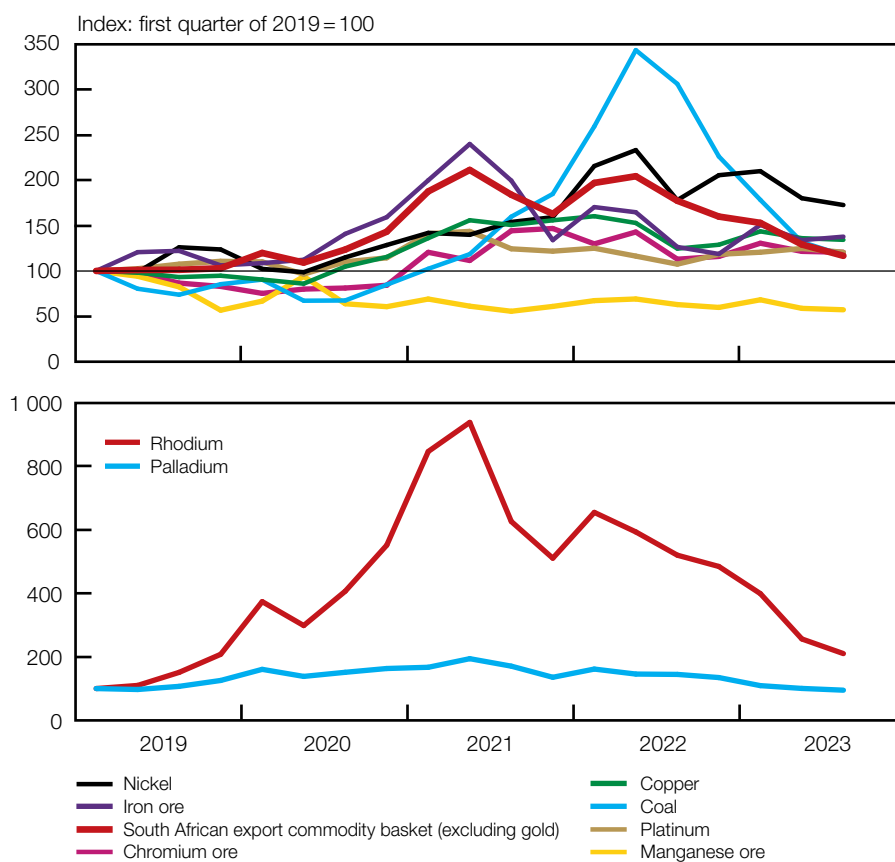 Index: first quarter of 2019 = 100
350
300
250
200
150
100
50
0
1 000
800
600
400
200
0
Rhodium
Palladium
2019 2020 2021 2022 2023
Nickel
Iron ore
South African export commodity basket (excluding gold)
Chromium ore
Copper
Coal
Platinum
Manganese ore